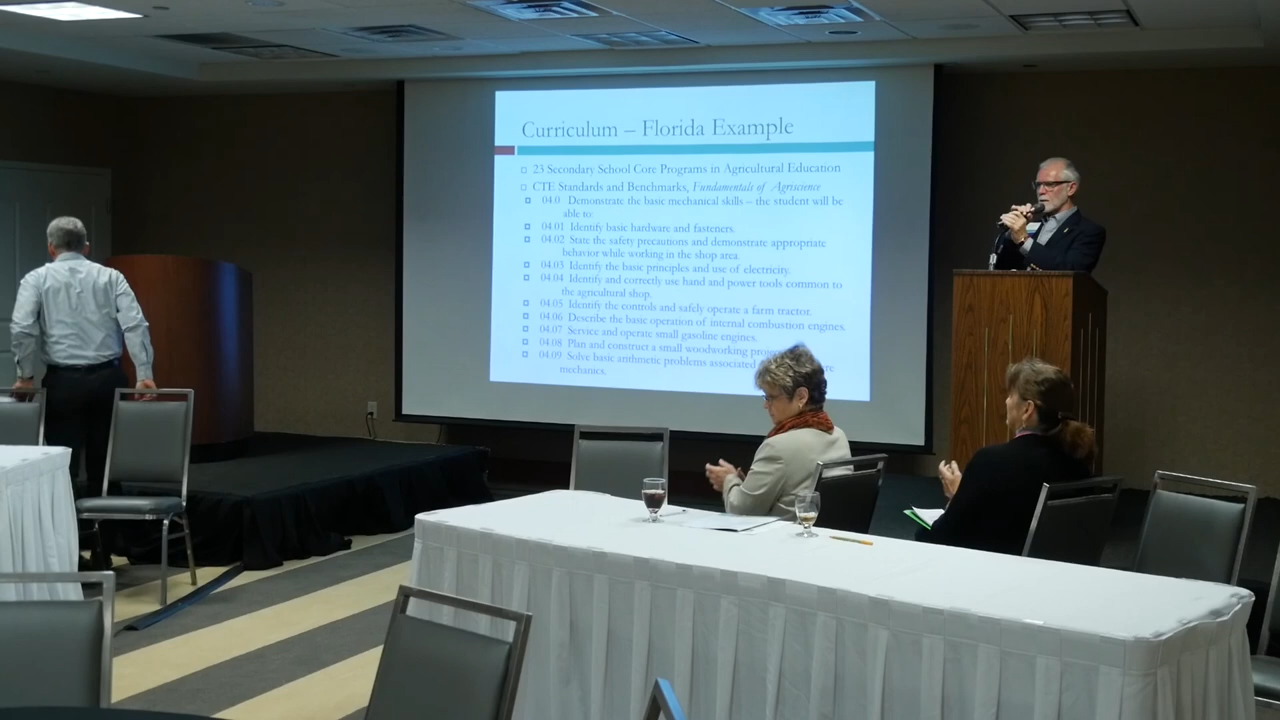 Curriculum – Florida Example
23 Secondary School Core Programs in Agricultural Education
CTE Standards and Benchmarks, Fundamentals of Agriscience
04.0 Demonstrate the basic mechanical skills – the student will be
able to:
04.01 Identify basic hardware and fasteners.
04.02 State the safety precautions and demonstrate appropriate
behavior while working in the shop area.
04.03 Identify the basic principles and use of electricity.
04.04 Identify and correctly use hand and power tools common to
the agricultural shop.
04.05 Identify the controls and safely operate a farm tractor.
04.06 Describe the basic operation of internal combustion engines.
04.07 Service and operate small gasoline engines.
04.08 Plan and construct a small woodworking
04.09 Solve basic arithmetic problems associated
mechanics.